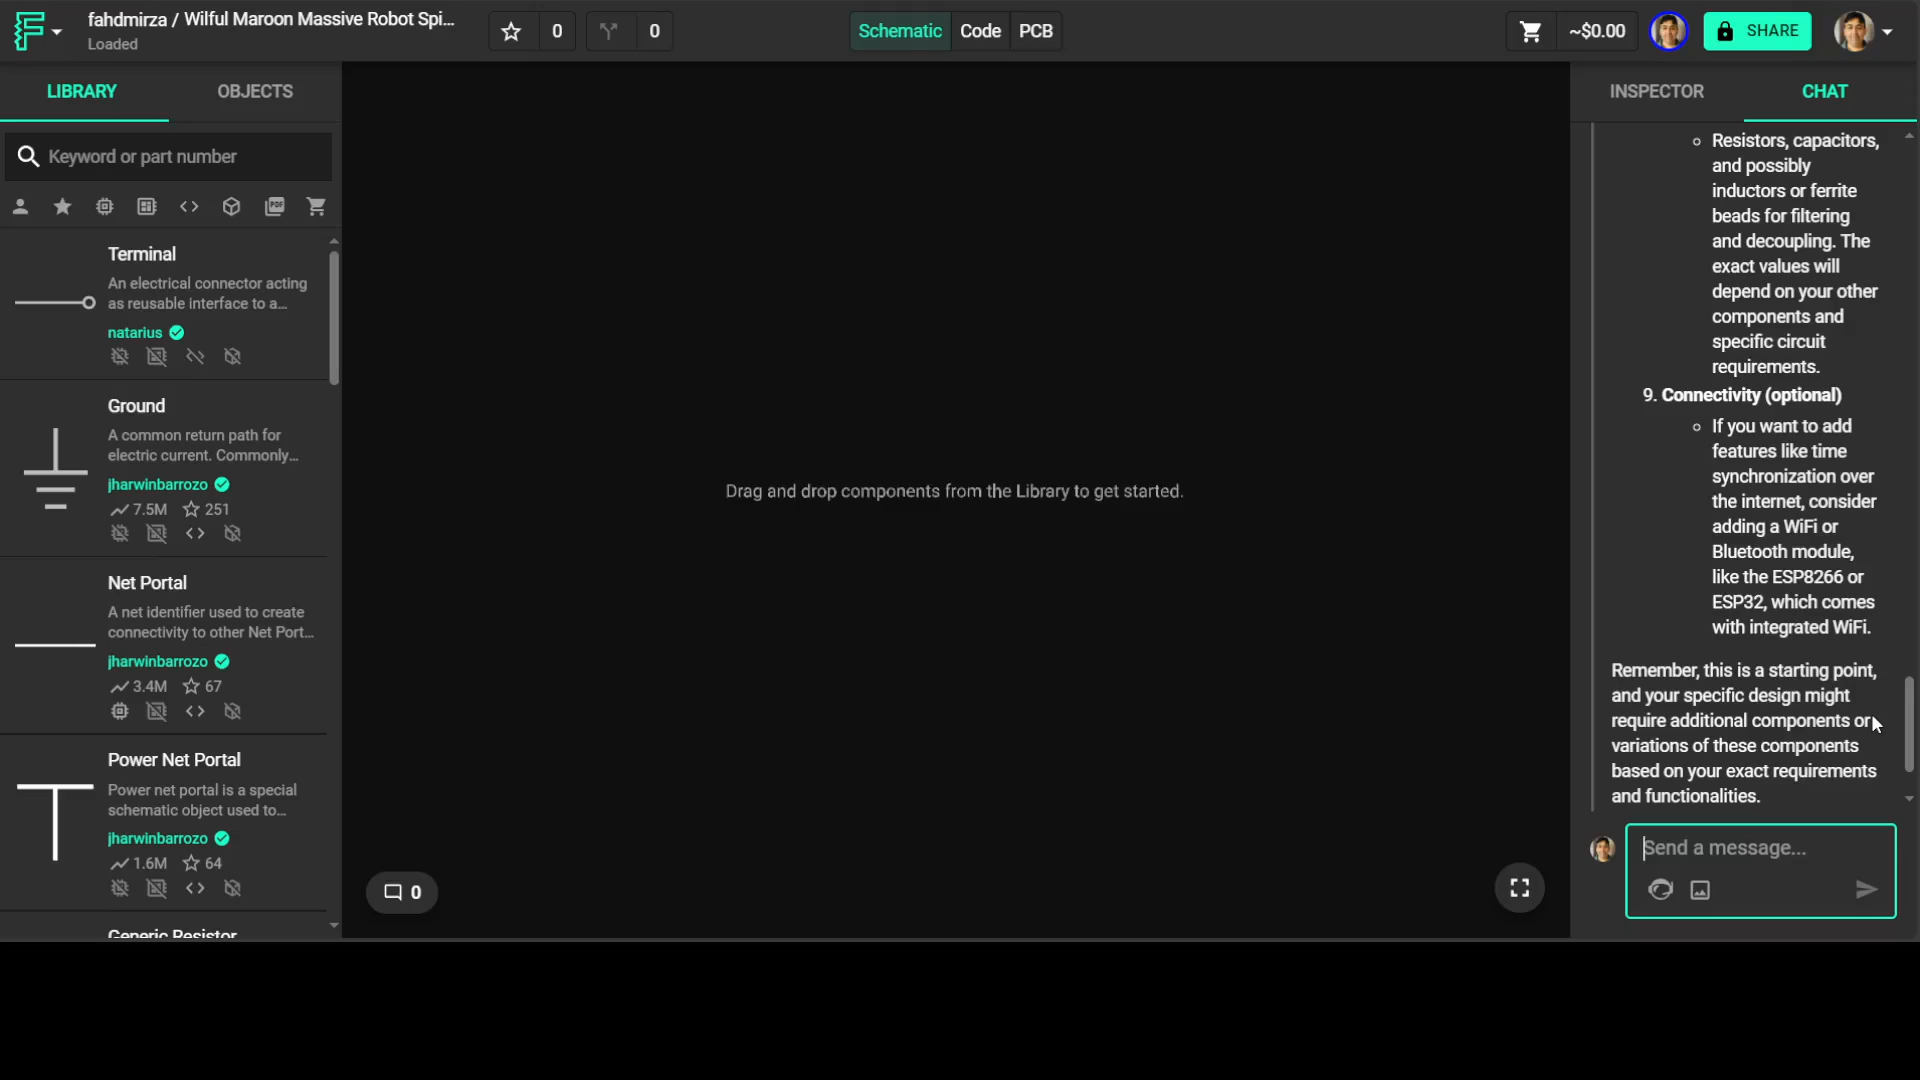 fahdmirza / Wilful Maroon Massive Robot Spi...
Loaded
0
0
Schematic
Code
PCB
~$0.00
SHARE
LIBRARY
OBJECTS
INSPECTOR
CHAT
Keyword or part number
PDF
Terminal
An electrical connector acting
as reusable interface to a...
natarius
Ground
A common return path for
electric current. Commonly...
jharwinbarrozo
7.5M
251
Net Portal
A net identifier used to create
connectivity to other Net Port...
jharwinbarrozo
3.4M
67
Power Net Portal
Power net portal is a special
schematic object used to...
jharwinbarrozo
1.6M
64
Generic Resistor
Drag and drop components from the Library to get started.
0
Resistors, capacitors,
and possibly
inductors or ferrite
beads for filtering
and decoupling. The
exact values will
depend on your other
components and
specific circuit
requirements.
9. Connectivity (optional)
If you want to add
features like time
synchronization over
the internet, consider
adding a WiFi or
Bluetooth module,
like the ESP8266 or
ESP32, which comes
with integrated WiFi.
Remember, this is a starting point,
and your specific design might
require additional components or
variations of these components
based on your exact requirements
and functionalities.
Send a message...